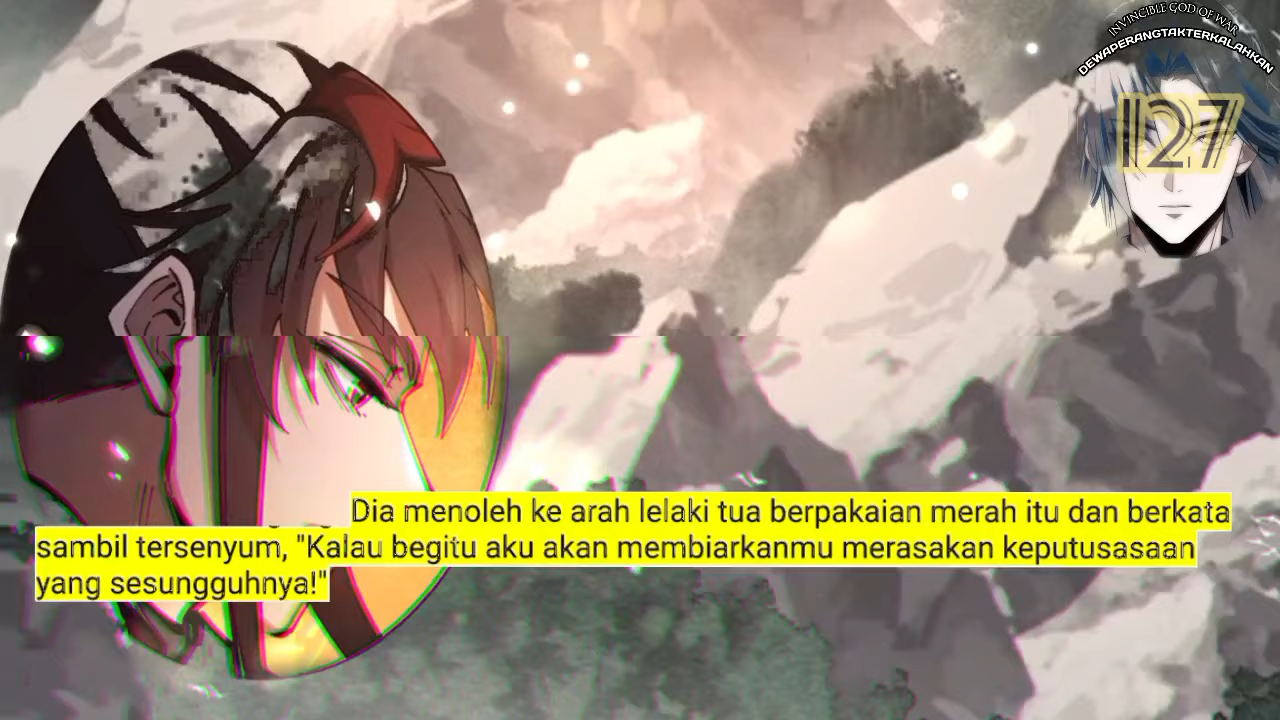 INVINCIBLE GOD OF WAR
DEWAPERANGTAKTERKALAHKAN
127
Dia menoleh ke arah lelaki tua berpakaian merah itu dan berkata
sambil tersenyum, "Kalau begitu aku akan membiarkanmu merasakan keputusasaan
yang sesungguhnya!"